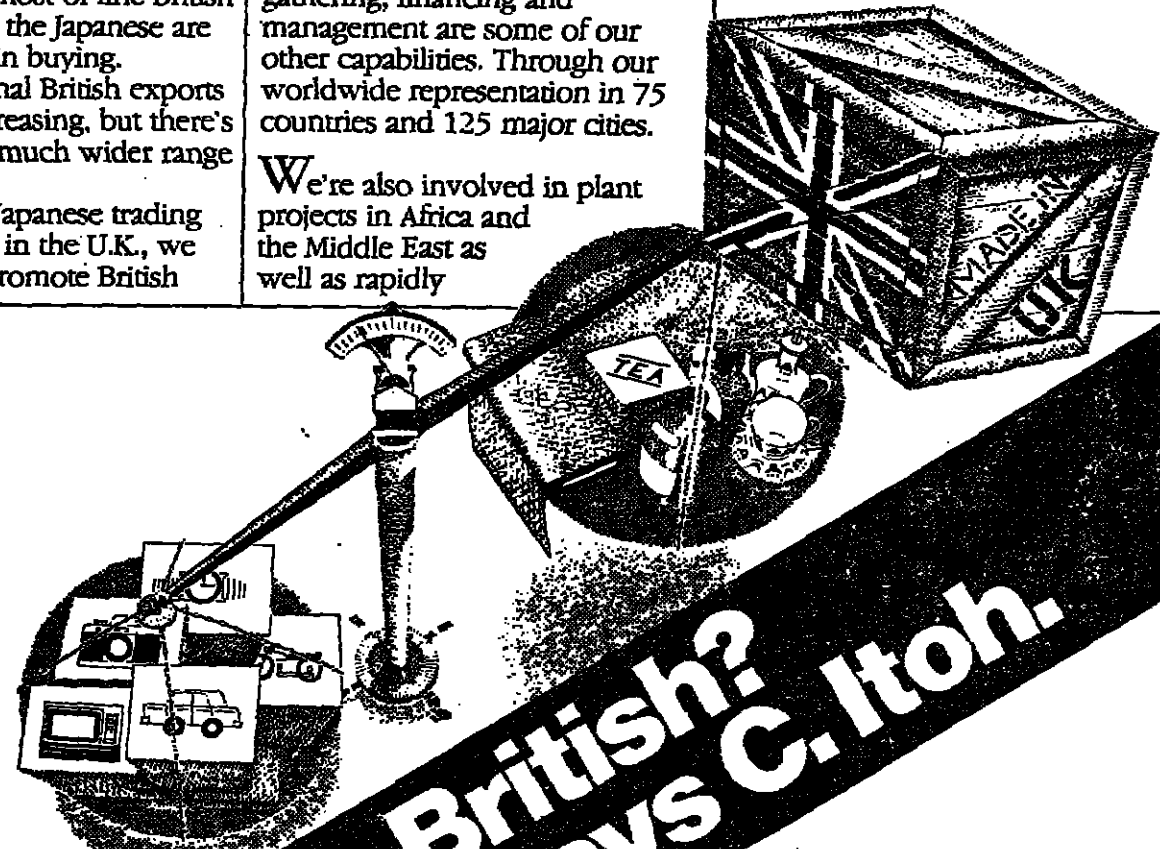 the Japanese are
n buying.
nal British exports
reasing, but there's
much wider range
Japanese trading
in the U.K., we
romote British
management are some of our
other capabilities. Through our
worldwide representation in 75
countries and 125 major cities.
We're also involved in plant
projects in Africa and
the Middle East as
well as rapidly
TEA
MADE IN
UK
British?
ys C. Itoh.